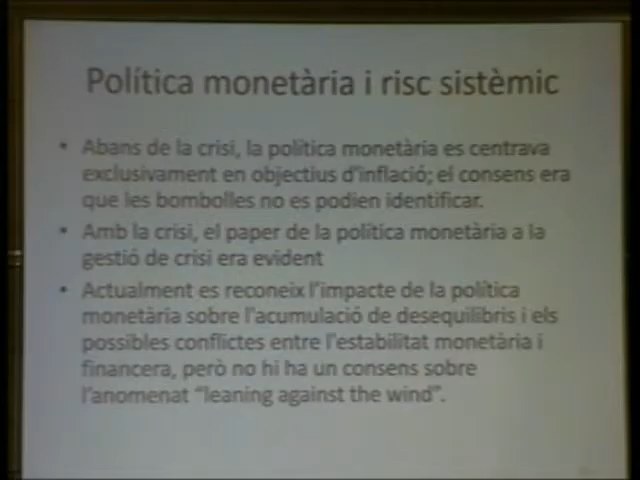 Política monetària i risc sistèmic
• Abans de la crisi, la política monetària es centrava
exclusivament en objectius d'inflació; el consens era
que les bombolles no es podien identificar.
• Amb la crisi, el paper de la política monetària a la
gestió de crisi era evident
• Actualment es reconeix l'impacte de la política
monetària sobre l'acumulació de desequilibris i els
possibles conflictes entre l'estabilitat monetària i
financera, però no hi ha un consens sobre
l'anomenat “leaning against the wind”.